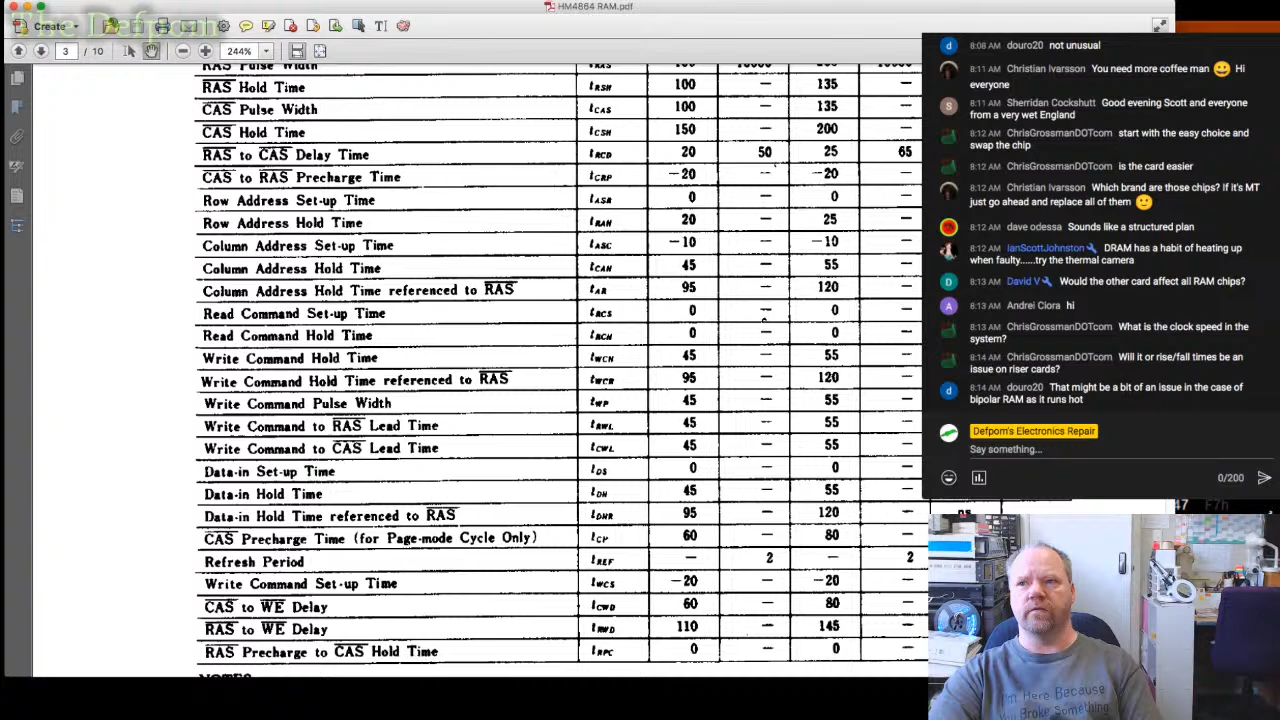 HM4864 RAM.pdf
The Defpom
Create
3 / 10
244%
RAS Pulse Width tRAS
RAS Hold Time tRSH 100 — 135 —
CAS Pulse Width tCAS 100 — 135 —
CAS Hold Time tCSH 150 — 200 —
RAS to CAS Delay Time tRCD 20 50 25 65
CAS to RAS Precharge Time tCRP −20 — −20 —
Row Address Set-up Time tASR 0 — 0 —
Row Address Hold Time tRAH 20 — 25 —
Column Address Set-up Time tASC −10 — −10 —
Column Address Hold Time tCAH 45 — 55 —
Column Address Hold Time referenced to RAS tAR 95 — 120 —
Read Command Set-up Time tRCS 0 — 0 —
Read Command Hold Time tRCH 0 — 0 —
Write Command Hold Time tWCH 45 — 55 —
Write Command Hold Time referenced to RAS tWCR 95 — 120 —
Write Command Pulse Width tWP 45 — 55 —
Write Command to RAS Lead Time tRWL 45 — 55 —
Write Command to CAS Lead Time tCWL 45 — 55 —
Data-in Set-up Time tDS 0 — 0 —
Data-in Hold Time tDH 45 — 55 —
Data-in Hold Time referenced to RAS tDHR 95 — 120 —
CAS Precharge Time (for Page-mode Cycle Only) tCP 60 — 80 —
Refresh Period tREF — 2 — 2
Write Command Set-up Time tWCS −20 — −20 —
CAS to WE Delay tCWD 60 — 80 —
RAS to WE Delay tRWD 110 — 145 —
RAS Precharge to CAS Hold Time tRPC 0 — 0 —
NOTES
8:08 AM douro20 not unusual
8:11 AM Christian Ivarsson You need more coffee man 😀 Hi
everyone
8:12 AM Sherridan Cockshutt Good evening Scott and everyone
from a very wet England
8:12 AM ChrisGrossmanDOTcom start with the easy choice and
swap the chip
8:12 AM ChrisGrossmanDOTcom is the card easier
8:12 AM Christian Ivarsson Which brand are those chips? If it's MT
just go ahead and replace all of them 🙂
8:12 AM dave odessa Sounds like a structured plan
8:12 AM IanScottJohnston DRAM has a habit of heating up
when faulty......try the thermal camera
8:13 AM David V Would the other card affect all RAM chips?
8:13 AM Andrei Ciora hi
8:13 AM ChrisGrossmanDOTcom What is the clock speed in the
system?
8:14 AM ChrisGrossmanDOTcom Will it or rise/fall times be an
issue on riser cards?
8:14 AM douro20 That might be a bit of an issue in the case of
bipolar RAM as it runs hot
Defpom's Electronics Repair
Say something...
0/200
47 F7h
ns
I'm Here Because
You Broke Something